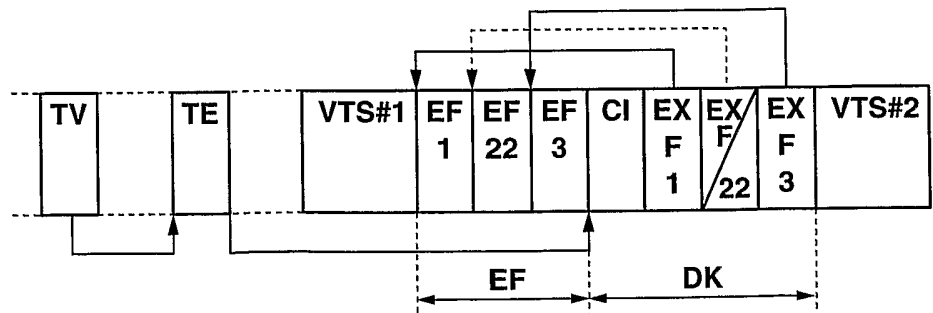 TV TE VTS#1 EF EF EF CI EX EX EX VTS#2
1 22 3 F F F
1 22 3
EF DK